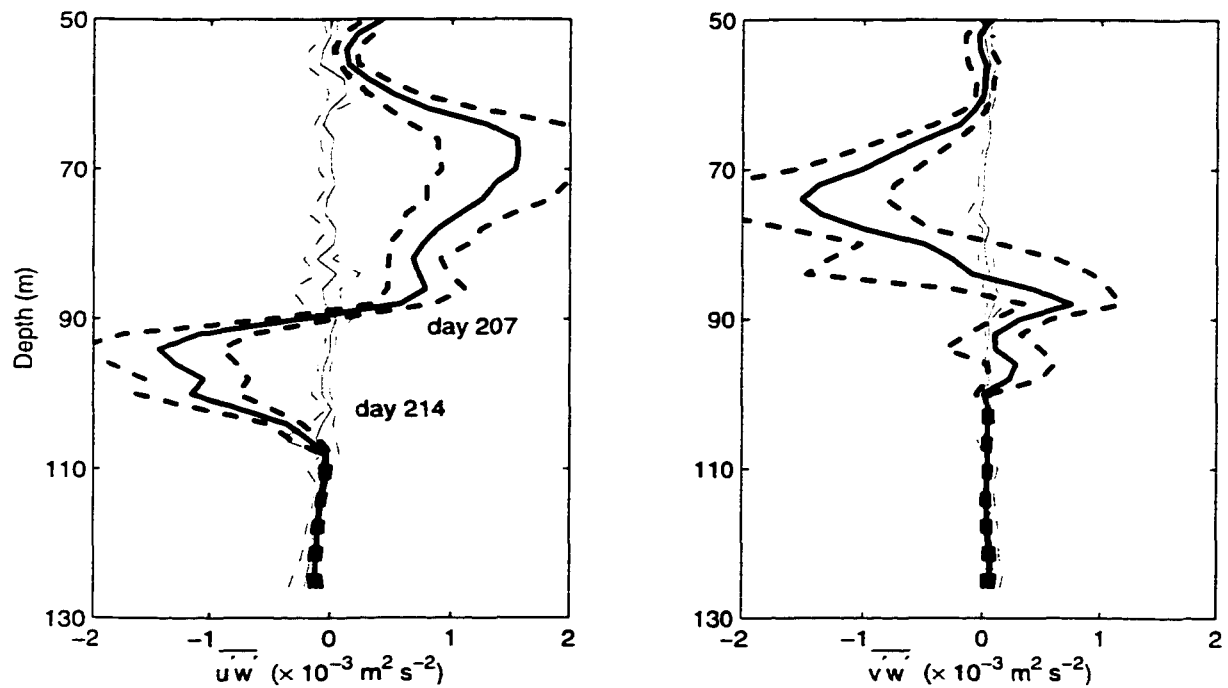 50
70
90
110
130
Depth (m)
day 207
day 214
-2 -1 0 1 2
u′w′ (× 10⁻³ m² s⁻²)
50
70
90
110
130
-2 -1 0 1 2
v′w′ (× 10⁻³ m² s⁻²)